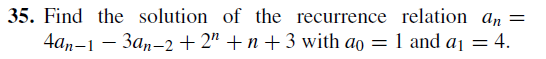 35. Find the solution of the recurrence relation aₙ =
4aₙ₋₁ − 3aₙ₋₂ + 2ⁿ + n + 3 with a₀ = 1 and a₁ = 4.